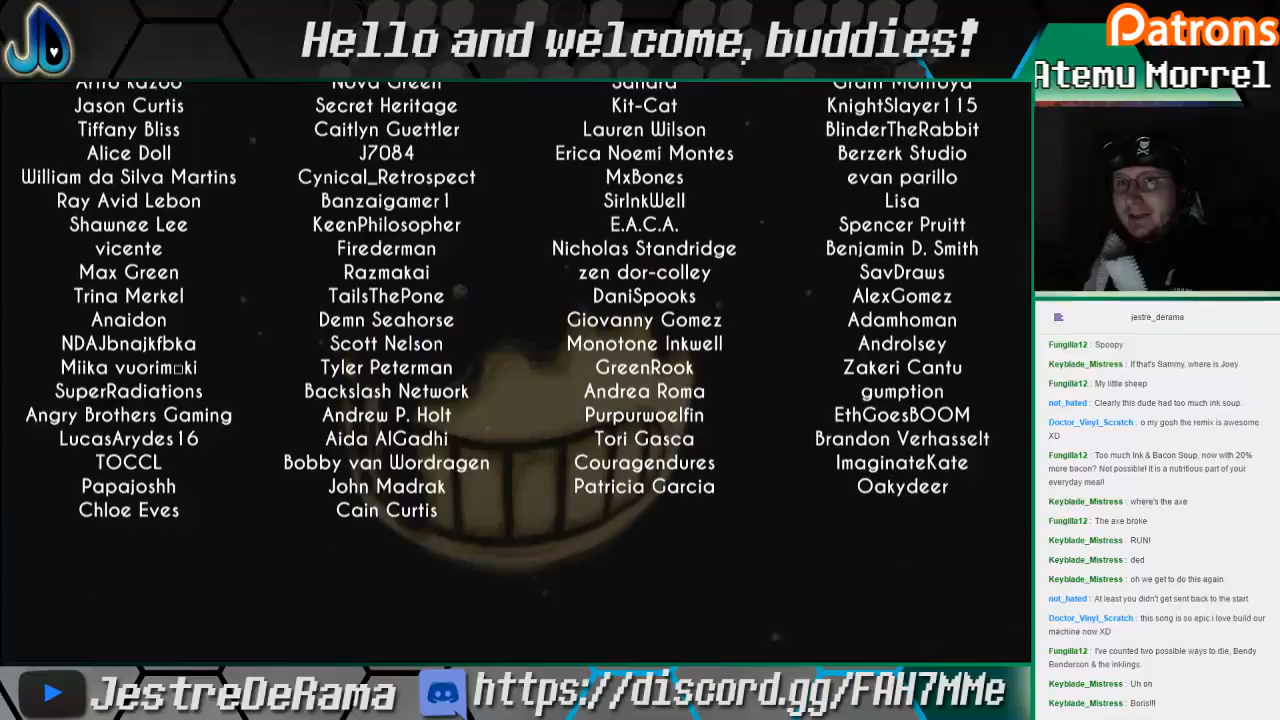 JD
Hello and welcome, buddies!
Patrons
Atemu Morrel
Nova Green
Jason Curtis Secret Heritage Kit-Cat KnightSlayer115
Tiffany Bliss Caitlyn Guettler Lauren Wilson BlinderTheRabbit
Alice Doll J7084 Erica Noemi Montes Berzerk Studio
William da Silva Martins Cynical_Retrospect MxBones evan parillo
Ray Avid Lebon Banzaigamer1 SirInkWell Lisa
Shawnee Lee KeenPhilosopher E.A.C.A. Spencer Pruitt
vicente Firederman Nicholas Standridge Benjamin D. Smith
Max Green Razmakai zen dor-colley SavDraws
Trina Merkel TailsThePone DaniSpooks AlexGomez
Anaidon Demn Seahorse Giovanny Gomez Adamhoman
NDAJbnajkfbka Scott Nelson Monotone Inkwell Androlsey
Miika vuorim□ki Tyler Peterman GreenRook Zakeri Cantu
SuperRadiations Backslash Network Andrea Roma gumption
Angry Brothers Gaming Andrew P. Holt Purpurwoelfin EthGoesBOOM
LucasArydes16 Aida AlGadhi Tori Gasca Brandon Verhasselt
TOCCL Bobby van Wordragen Couragendures ImaginateKate
Papajoshh John Madrak Patricia Garcia Oakydeer
Chloe Eves Cain Curtis
jestre_derama
Fungilla12 : Spoopy
Keyblade_Mistress : If that's Sammy, where is Joey
Fungilla12 : My little sheep
not_hated : Clearly this dude had too much ink soup.
Doctor_Vinyl_Scratch : o my gosh the remix is awesome
XD
Fungilla12 : Too much Ink & Bacon Soup, now with 20%
more bacon? Not possible! It is a nutritious part of your
everyday meal!
Keyblade_Mistress : where's the axe
Fungilla12 : The axe broke
Keyblade_Mistress : RUN!
Keyblade_Mistress : ded
Keyblade_Mistress : oh we get to do this again
not_hated : At least you didn't get sent back to the start.
Doctor_Vinyl_Scratch : this song is so epic i love build our
machine now XD
Fungilla12 : I've counted two possible ways to die, Bendy
Benderson & the inklings.
Keyblade_Mistress : Uh oh
Keyblade_Mistress : Boris!!!
JestreDeRama
https://discord.gg/FAH7MMe